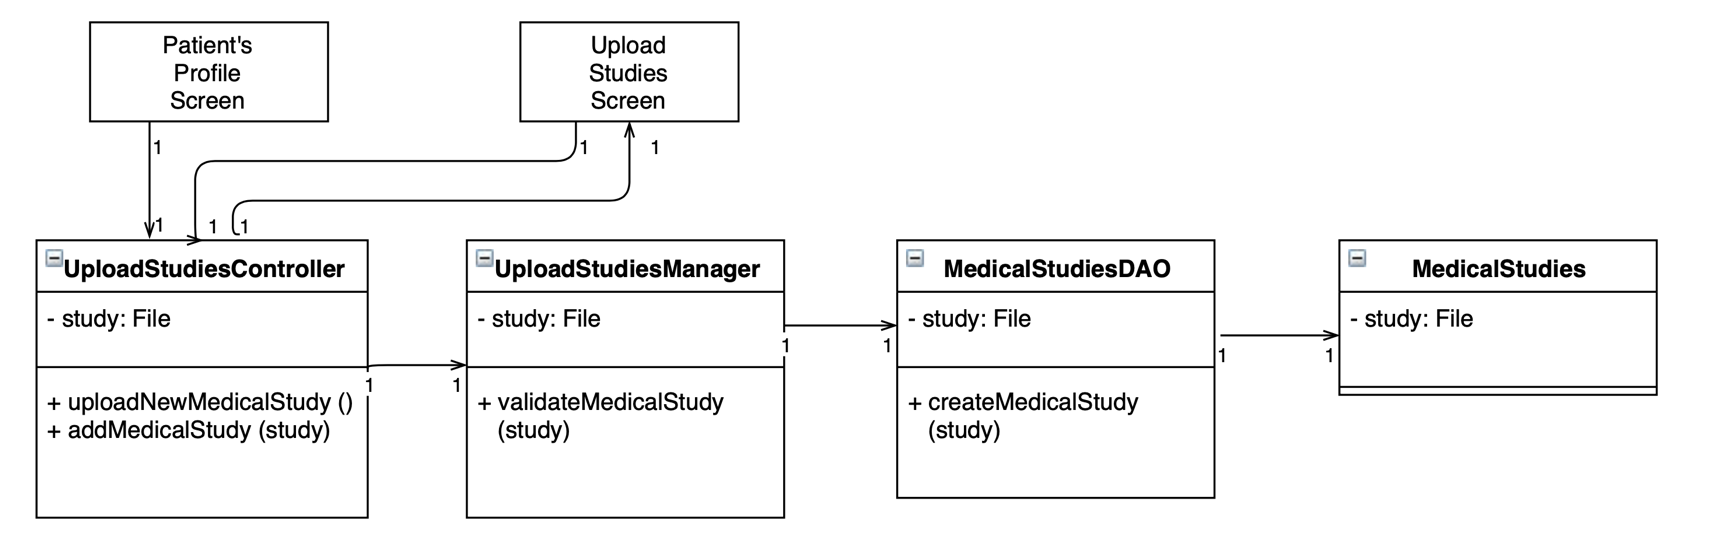 Patient's
Profile
Screen
Upload
Studies
Screen
1
1
1
1
1
1
UploadStudiesController
- study: File
+ uploadNewMedicalStudy ()
+ addMedicalStudy (study)
1
1
UploadStudiesManager
- study: File
+ validateMedicalStudy
(study)
1
1
MedicalStudiesDAO
- study: File
+ createMedicalStudy
(study)
1
1
MedicalStudies
- study: File